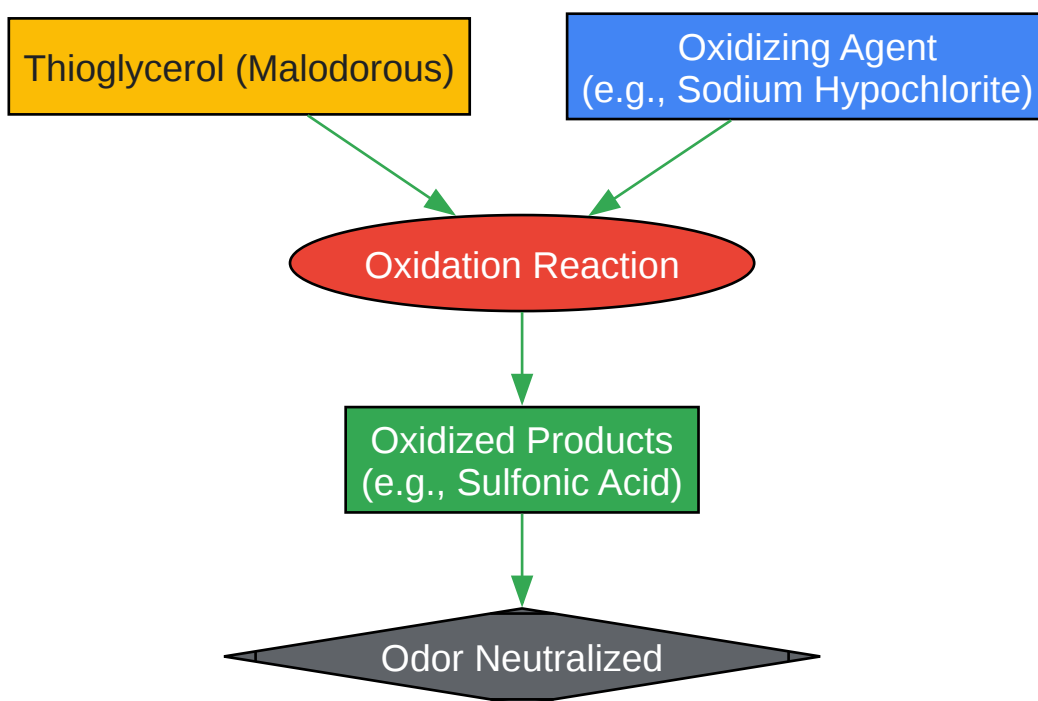 Thioglycerol (Malodorous)
Oxidizing Agent
(e.g., Sodium Hypochlorite)
Oxidation Reaction
Oxidized Products
(e.g., Sulfonic Acid)
Odor Neutralized